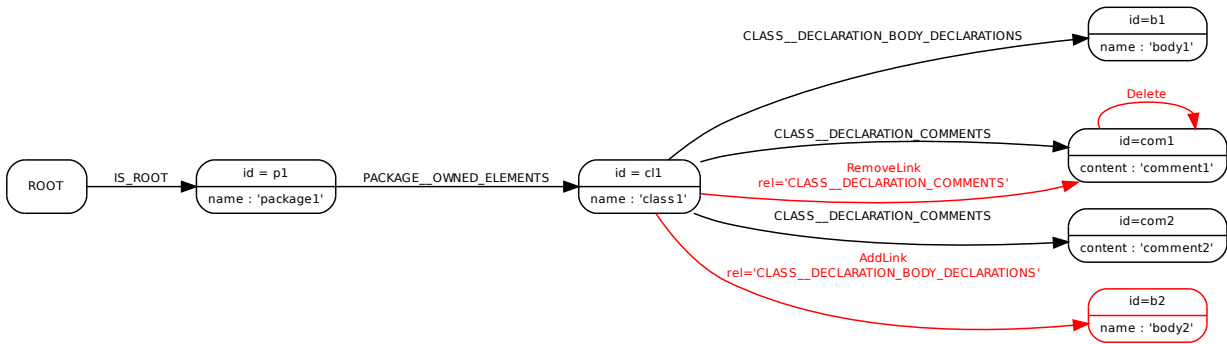 id=b1
name : 'body1'
CLASS__DECLARATION_BODY_DECLARATIONS
Delete
CLASS__DECLARATION_COMMENTS
id=com1
content : 'comment1'
ROOT
IS_ROOT
id = p1
name : 'package1'
PACKAGE__OWNED_ELEMENTS
id = cl1
name : 'class1'
RemoveLink
rel='CLASS__DECLARATION_COMMENTS'
CLASS__DECLARATION_COMMENTS
id=com2
content : 'comment2'
AddLink
rel='CLASS__DECLARATION_BODY_DECLARATIONS'
id=b2
name : 'body2'